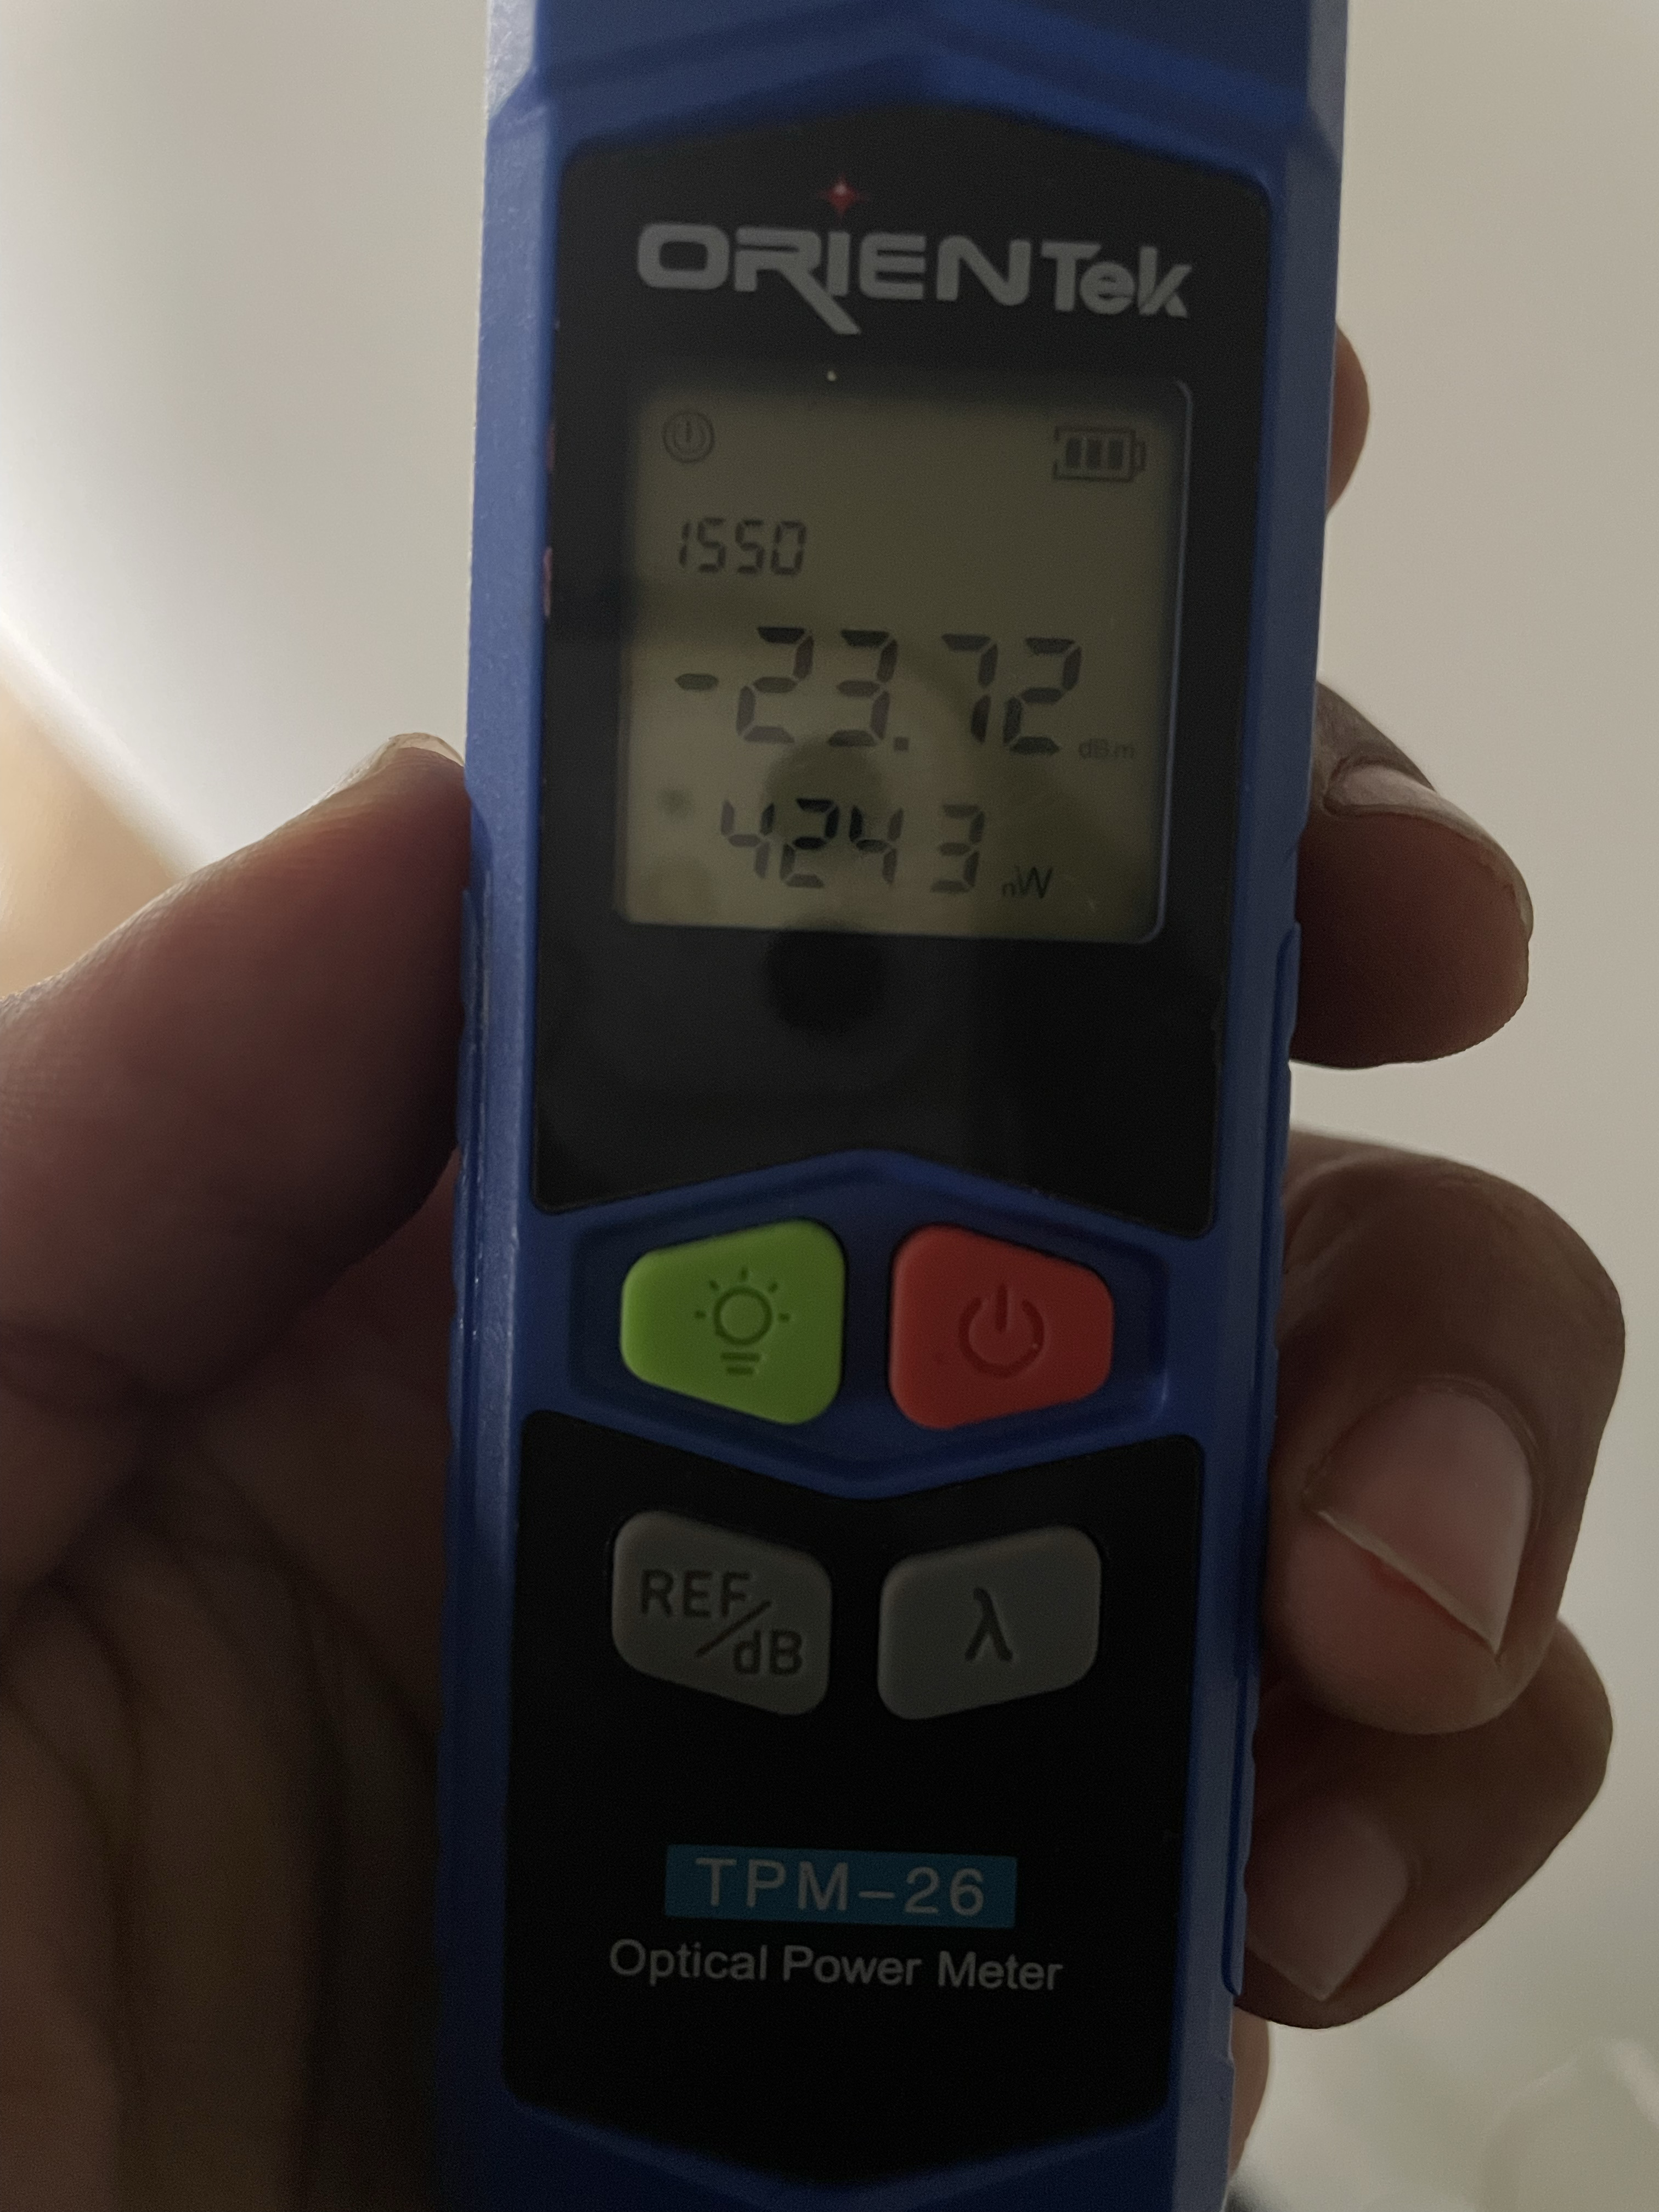 ORIENTek
1550
-23.72 dBm
4243 nW
REF/dB
λ
TPM-26
Optical Power Meter